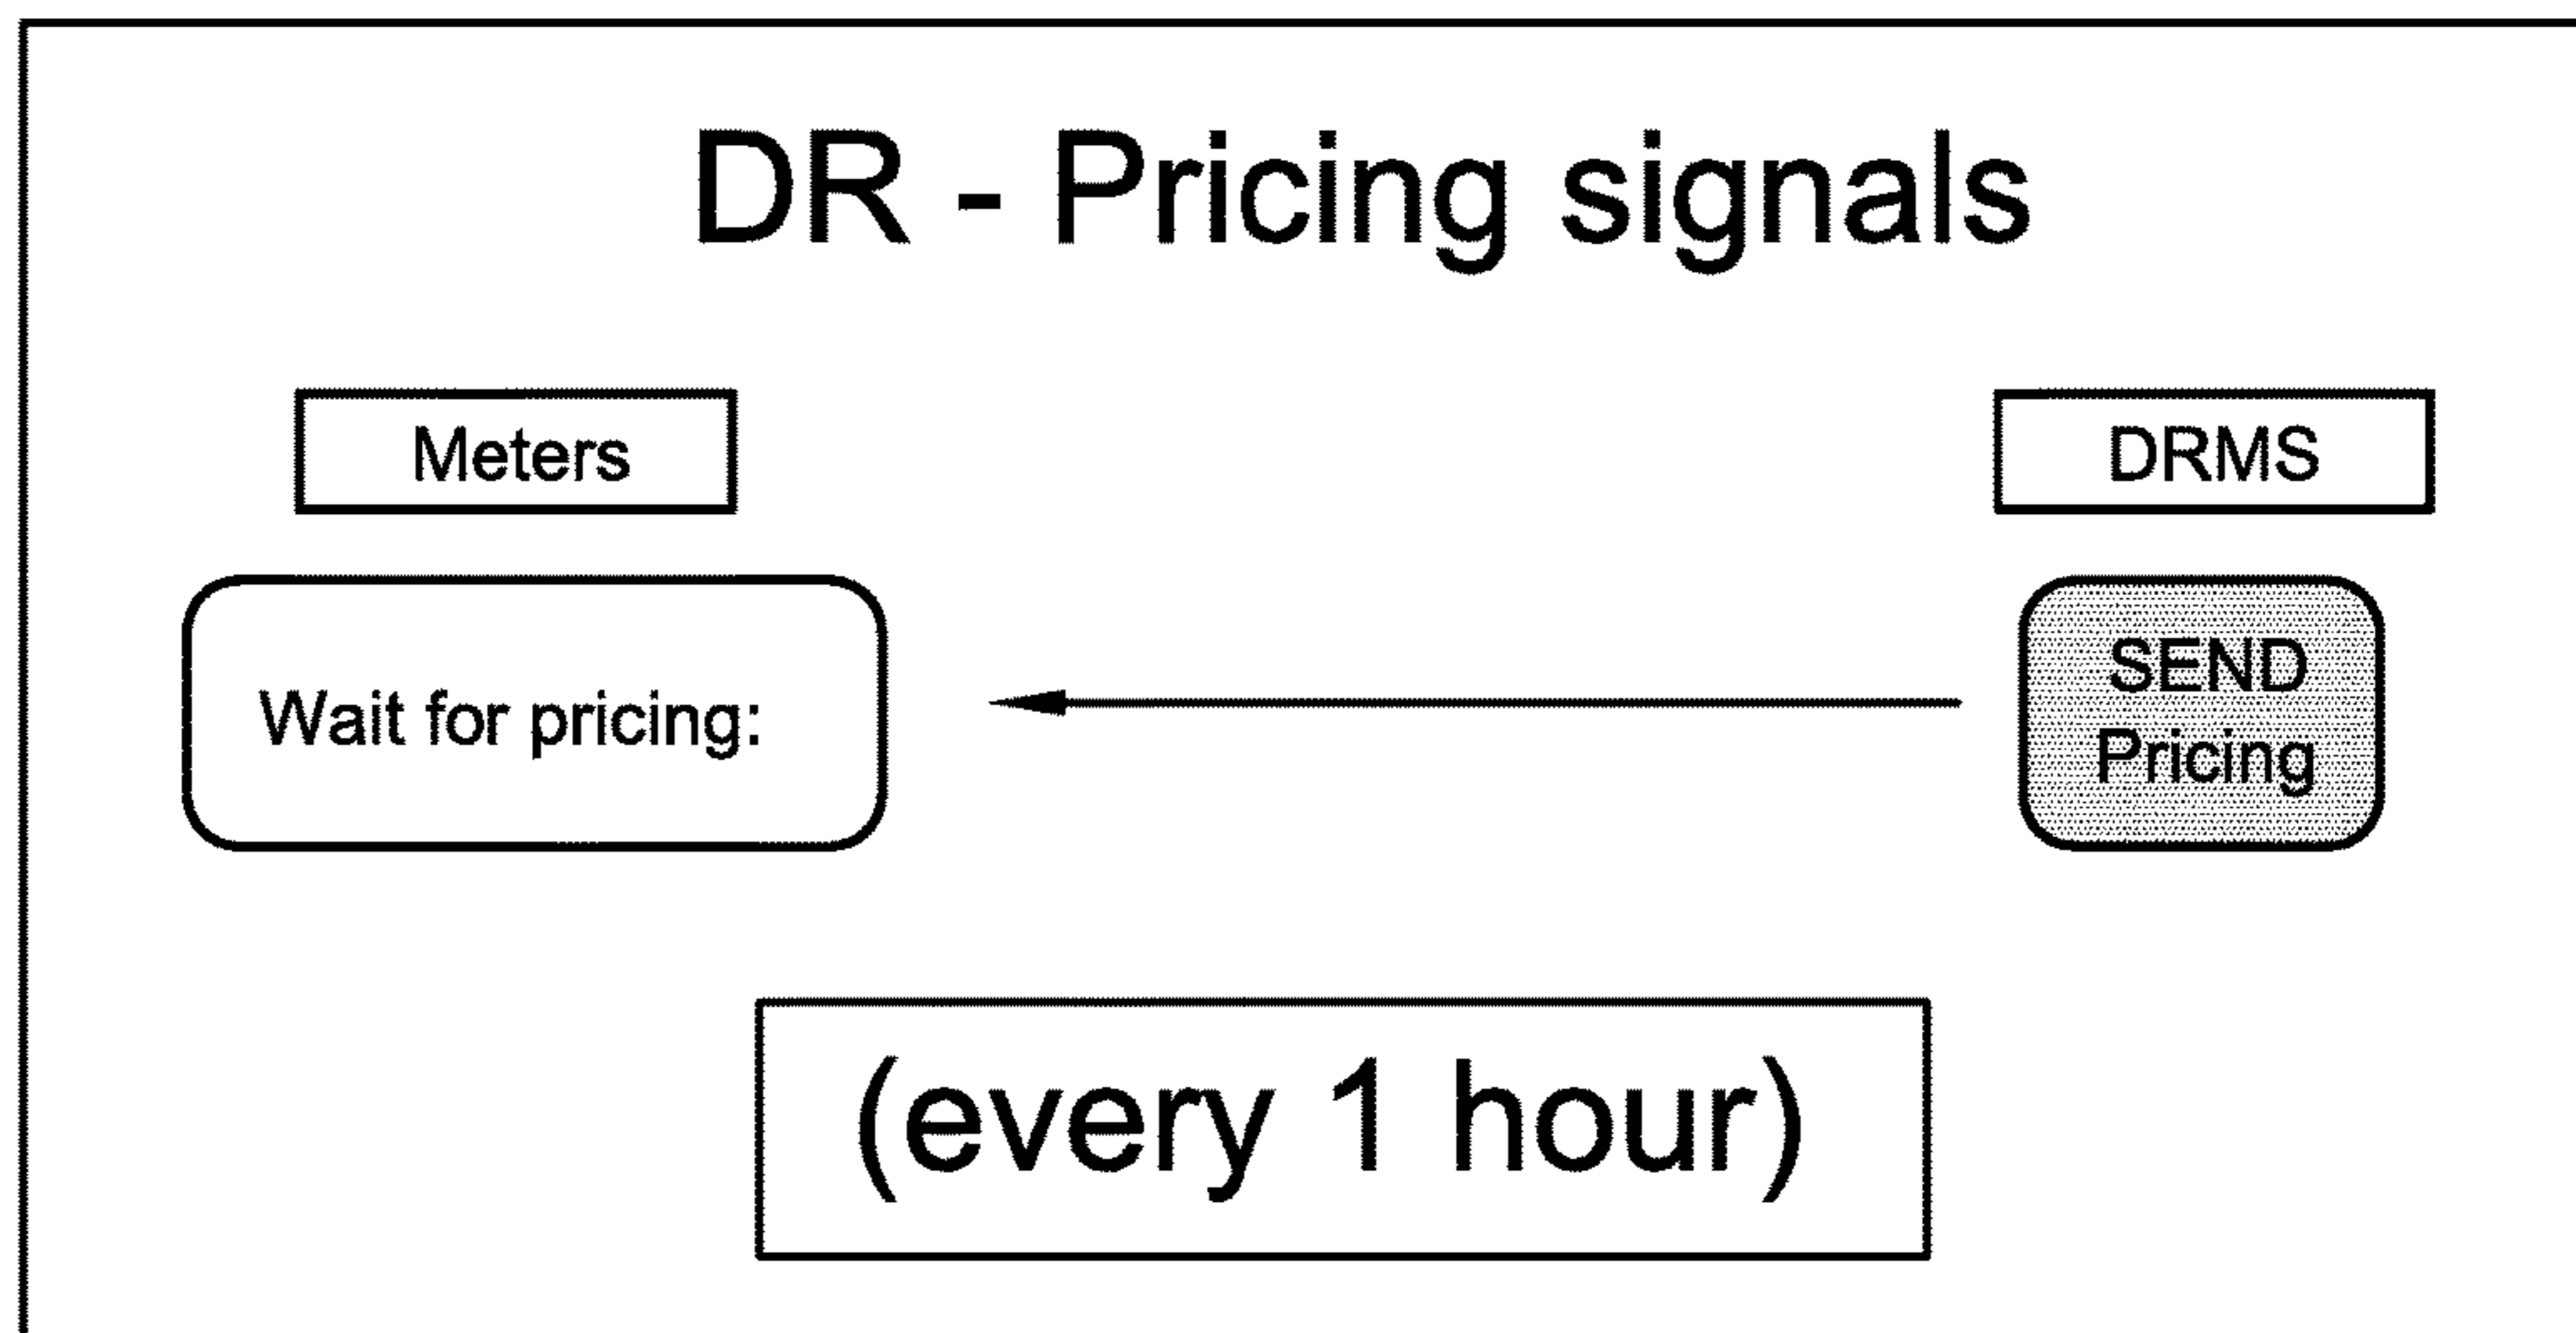 DR - Pricing signals
Meters
DRMS
Wait for pricing:
SEND
Pricing
(every 1 hour)